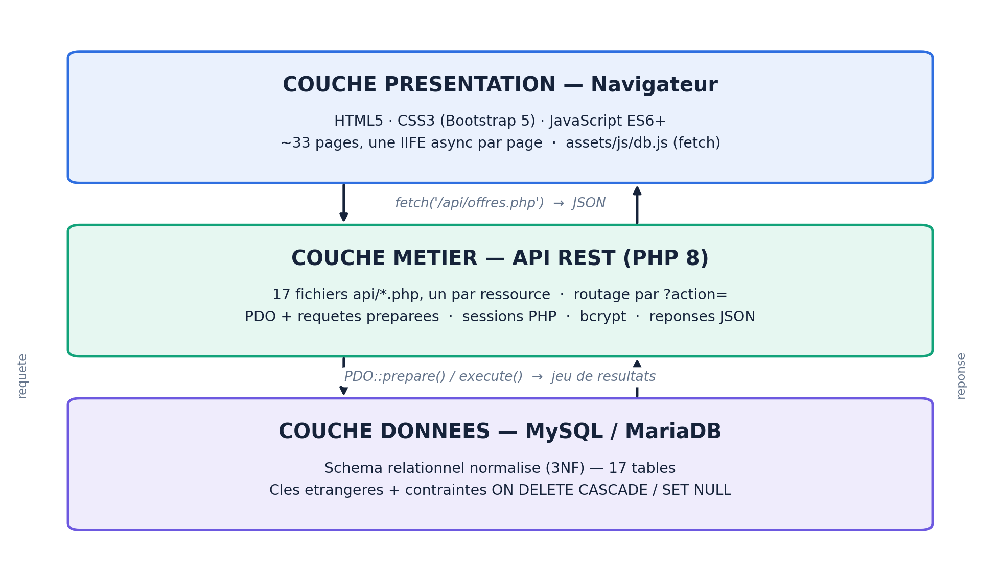 COUCHE PRESENTATION — Navigateur
HTML5 · CSS3 (Bootstrap 5) · JavaScript ES6+
~33 pages, une IIFE async par page · assets/js/db.js (fetch)
fetch('/api/offres.php') → JSON
COUCHE METIER — API REST (PHP 8)
17 fichiers api/*.php, un par ressource · routage par ?action=
PDO + requetes preparees · sessions PHP · bcrypt · reponses JSON
requete
PDO::prepare() / execute() → jeu de resultats
reponse
COUCHE DONNEES — MySQL / MariaDB
Schema relationnel normalise (3NF) — 17 tables
Cles etrangeres + contraintes ON DELETE CASCADE / SET NULL